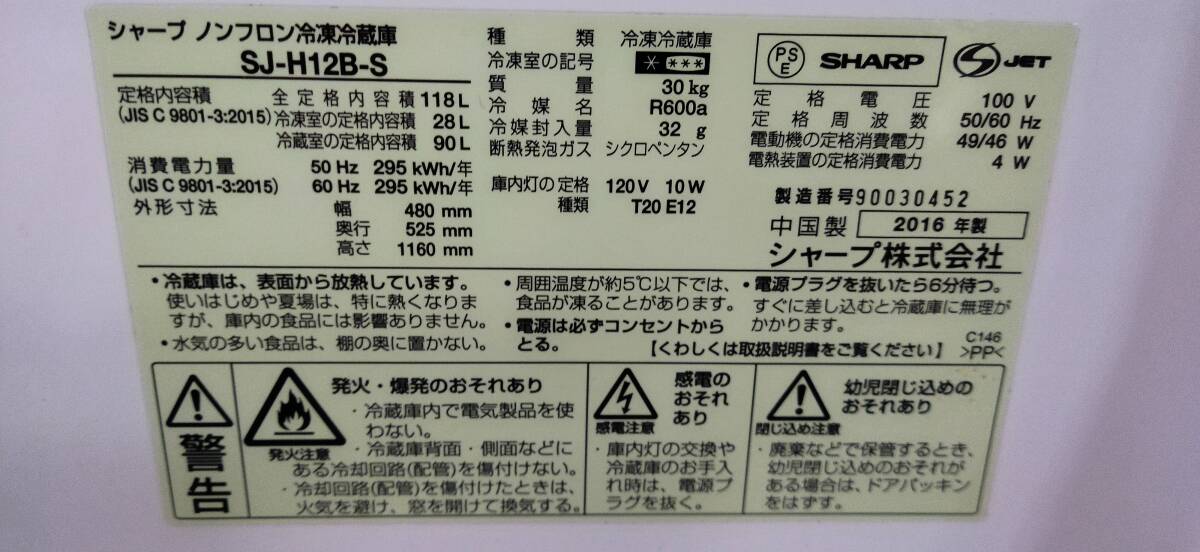 シャープ ノンフロン冷凍冷蔵庫
SJ-H12B-S
定格内容積
(JIS C 9801-3:2015)
全定格内容積 118 L
冷凍室の定格内容積 28 L
冷蔵室の定格内容積 90 L
消費電力量
(JIS C 9801-3:2015)
50 Hz 295 kWh/年
60 Hz 295 kWh/年
外形寸法
幅 480 mm
奥行 525 mm
高さ 1160 mm
種類 冷凍冷蔵庫
冷凍室の記号 * ***
質量 30 kg
冷媒名 R600a
冷媒封入量 32 g
断熱発泡ガス シクロペンタン
庫内灯の定格 120 V 10 W
種類 T20 E12
PS
E
SHARP
S JET
定格電圧 100 V
定格周波数 50/60 Hz
電動機の定格消費電力 49/46 W
電熱装置の定格消費電力 4 W
製造番号 90030452
中国製 2016 年製
シャープ株式会社
・冷蔵庫は、表面から放熱しています。
使いはじめや夏場は、特に熱くなりま
すが、庫内の食品には影響ありません。
・水気の多い食品は、棚の奥に置かない。
・周囲温度が約5℃以下では、
食品が凍ることがあります。
・電源は必ずコンセントから
とる。
・電源プラグを抜いたら6分待つ。
すぐに差し込むと冷蔵庫に無理が
かかります。
【くわしくは取扱説明書をご覧ください】
C146
>PP<
警告
発火・爆発のおそれあり
発火注意
・冷蔵庫内で電気製品を使
わない。
・冷蔵庫背面・側面などに
ある冷却回路(配管)を傷付けない。
・冷却回路(配管)を傷付けたときは、
火気を避け、窓を開けて換気する。
感電の
おそれ
あり
感電注意
・庫内灯の交換や
冷蔵庫のお手入
れ時は、電源プ
ラグを抜く。
幼児閉じ込めの
おそれあり
閉じ込め注意
・廃棄などで保管するとき、
幼児閉じ込めのおそれが
ある場合は、ドアパッキン
をはずす。